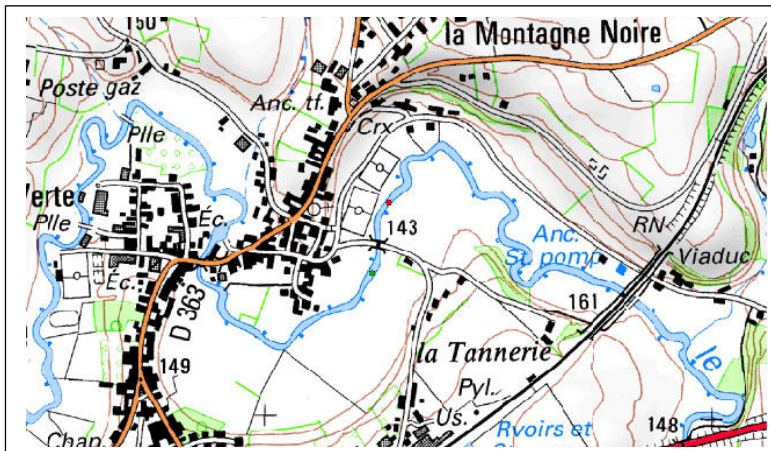 150
la Montagne Noire
Poste gaz
Anc. tf.
Plle
Crx
Verte
Plle
Éc.
143
RN
Anc.
St. pomp
Viaduc
Éc.
D 363
161
149
la Tannerie
le
Pyl.
Us.
148
Chap.
Rvoirs et